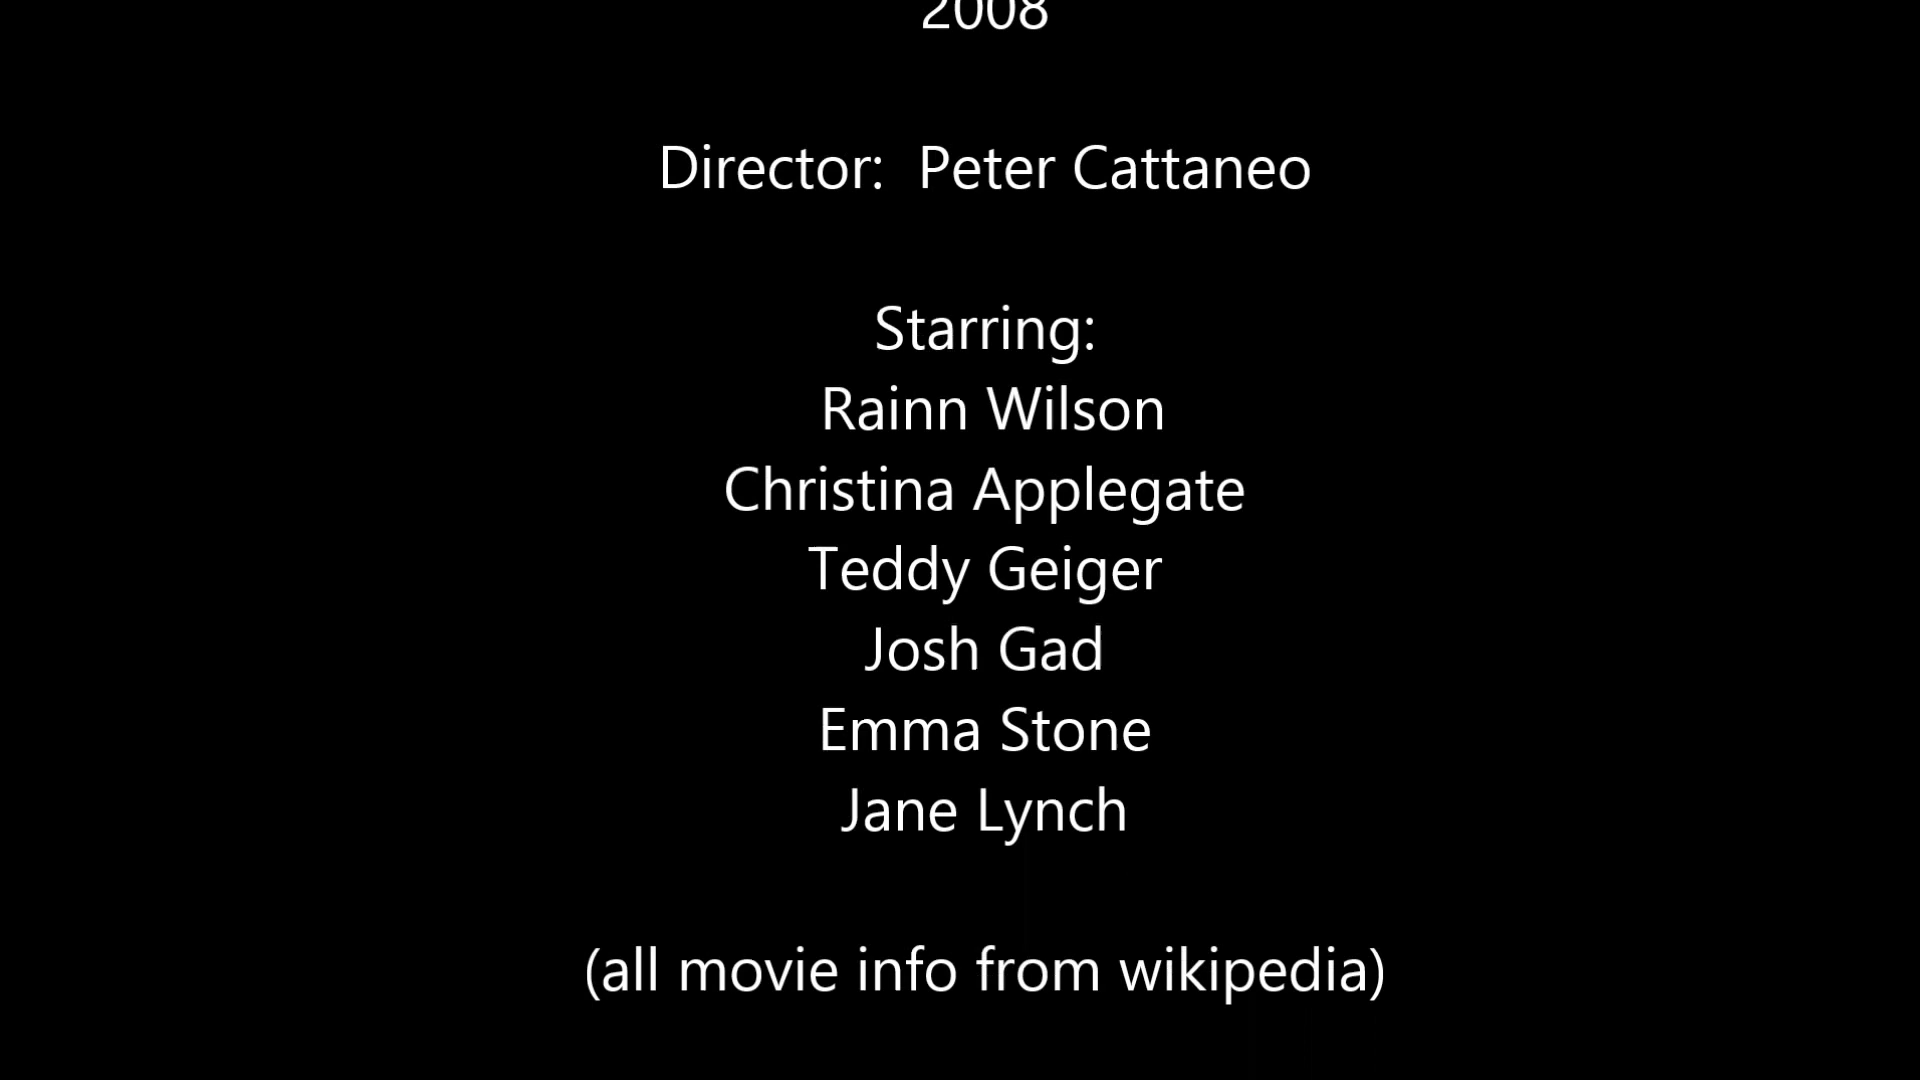 2008
Director:  Peter Cattaneo
Starring:
Rainn Wilson
Christina Applegate
Teddy Geiger
Josh Gad
Emma Stone
Jane Lynch
(all movie info from wikipedia)